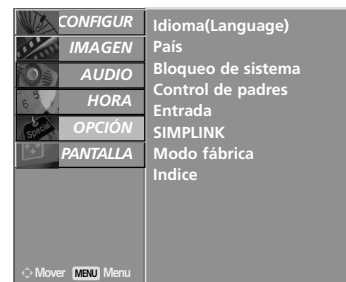 CONFIGUR
IMAGEN
AUDIO
HORA
OPCIÓN
PANTALLA
Mover MENU Menu
Idioma(Language)
País
Bloqueo de sistema
Control de padres
Entrada
SIMPLINK
Modo fábrica
Indice